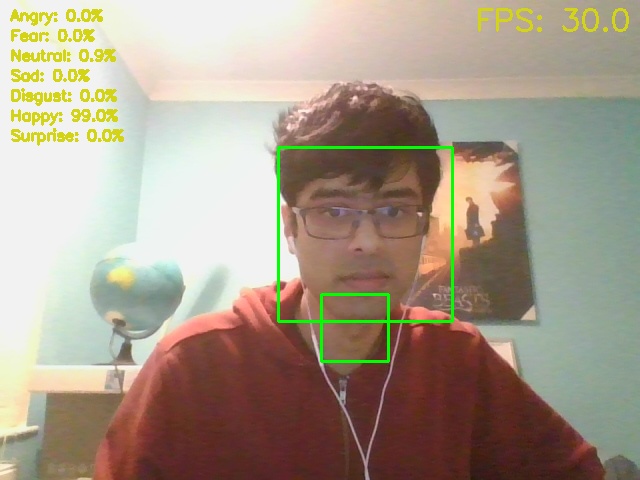 Angry: 0.0%
Fear: 0.0%
Neutral: 0.9%
Sad: 0.0%
Disgust: 0.0%
Happy: 99.0%
Surprise: 0.0%
FPS: 30.0
FANTASTIC
BEASTS